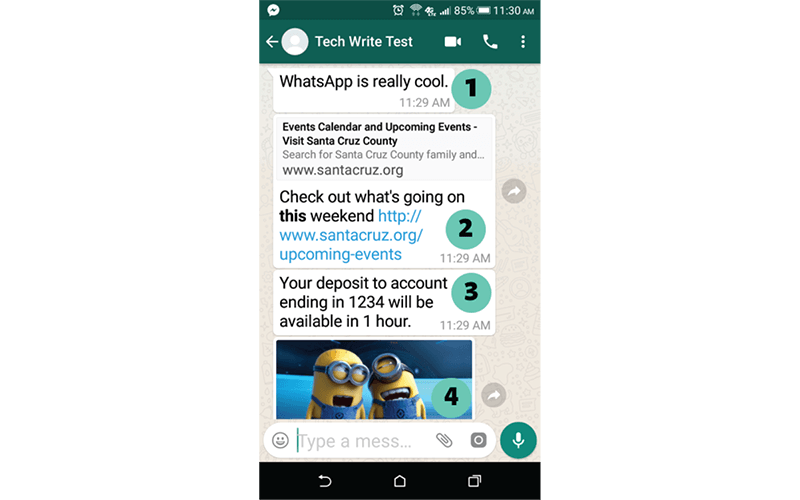 85% 11:30 AM
Tech Write Test
WhatsApp is really cool.
1
11:29 AM
Events Calendar and Upcoming Events -
Visit Santa Cruz County
Search for Santa Cruz County family and...
www.santacruz.org
Check out what's going on
this weekend http://
www.santacruz.org/
upcoming-events
2
11:29 AM
Your deposit to account
ending in 1234 will be
available in 1 hour.
3
11:29 AM
4
Type a mess...